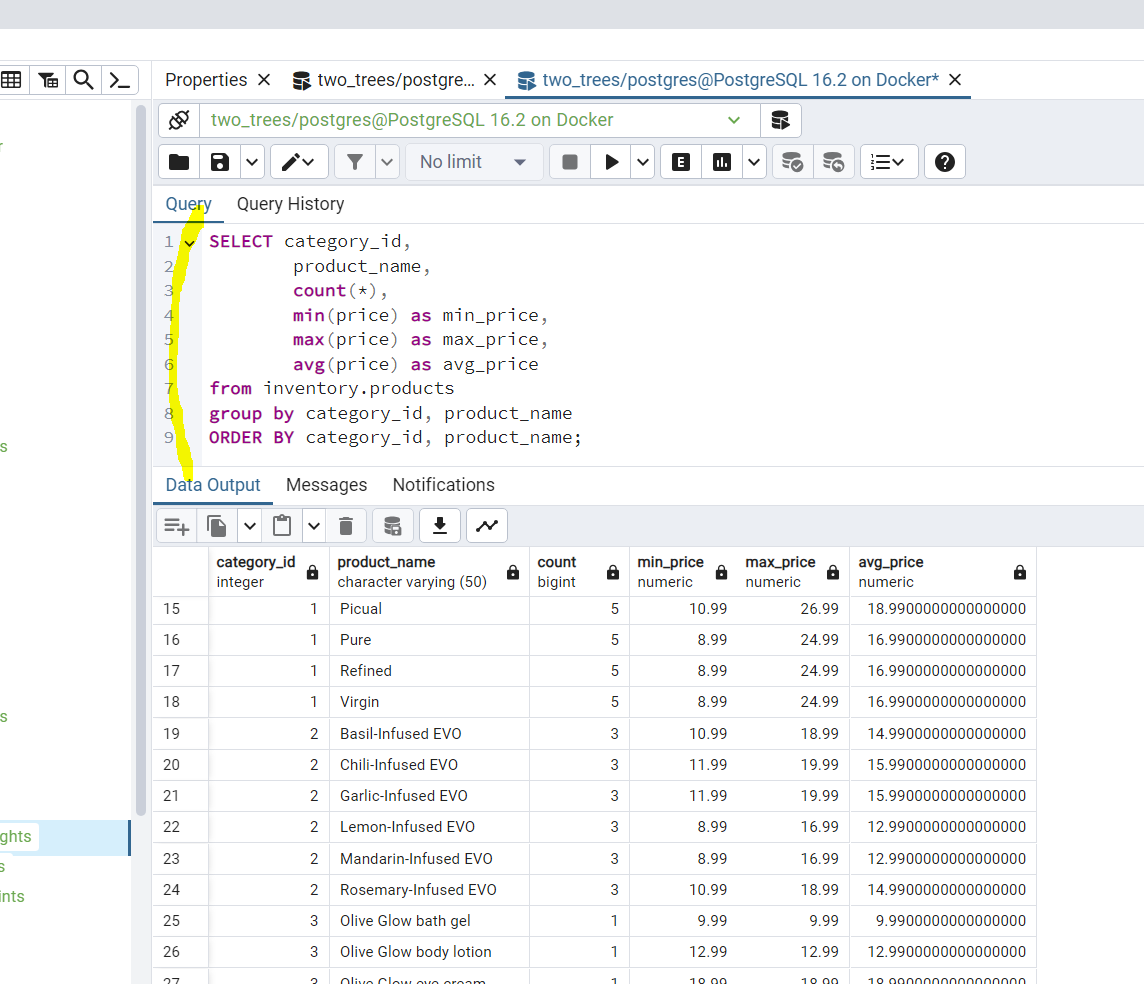 Properties
two_trees/postgre...
two_trees/postgres@PostgreSQL 16.2 on Docker*
two_trees/postgres@PostgreSQL 16.2 on Docker
No limit
E
Query Query History
1 SELECT category_id,
2 product_name,
3 count(*),
4 min(price) as min_price,
5 max(price) as max_price,
6 avg(price) as avg_price
7 from inventory.products
8 group by category_id, product_name
9 ORDER BY category_id, product_name;
Data Output Messages Notifications
category_id product_name count min_price max_price avg_price
integer character varying (50) bigint numeric numeric numeric
15 1 Picual 5 10.99 26.99 18.9900000000000000
16 1 Pure 5 8.99 24.99 16.9900000000000000
17 1 Refined 5 8.99 24.99 16.9900000000000000
18 1 Virgin 5 8.99 24.99 16.9900000000000000
19 2 Basil-Infused EVO 3 10.99 18.99 14.9900000000000000
20 2 Chili-Infused EVO 3 11.99 19.99 15.9900000000000000
21 2 Garlic-Infused EVO 3 11.99 19.99 15.9900000000000000
22 2 Lemon-Infused EVO 3 8.99 16.99 12.9900000000000000
23 2 Mandarin-Infused EVO 3 8.99 16.99 12.9900000000000000
24 2 Rosemary-Infused EVO 3 10.99 18.99 14.9900000000000000
25 3 Olive Glow bath gel 1 9.99 9.99 9.9900000000000000
26 3 Olive Glow body lotion 1 12.99 12.99 12.9900000000000000
27 3 Olive Glow eye cream 1 18.99 18.99 18.9900000000000000
s
s
ghts
s
ints